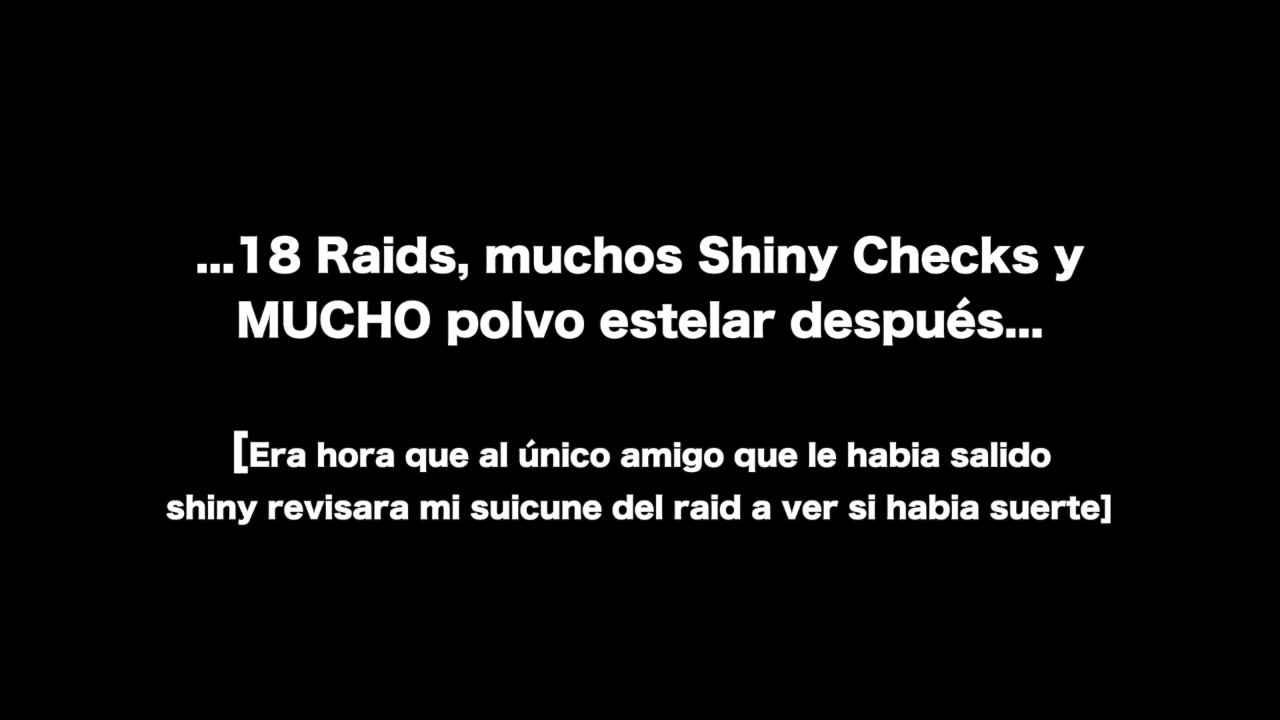 ...18 Raids, muchos Shiny Checks y
MUCHO polvo estelar después...
[Era hora que al único amigo que le habia salido
shiny revisara mi suicune del raid a ver si habia suerte]